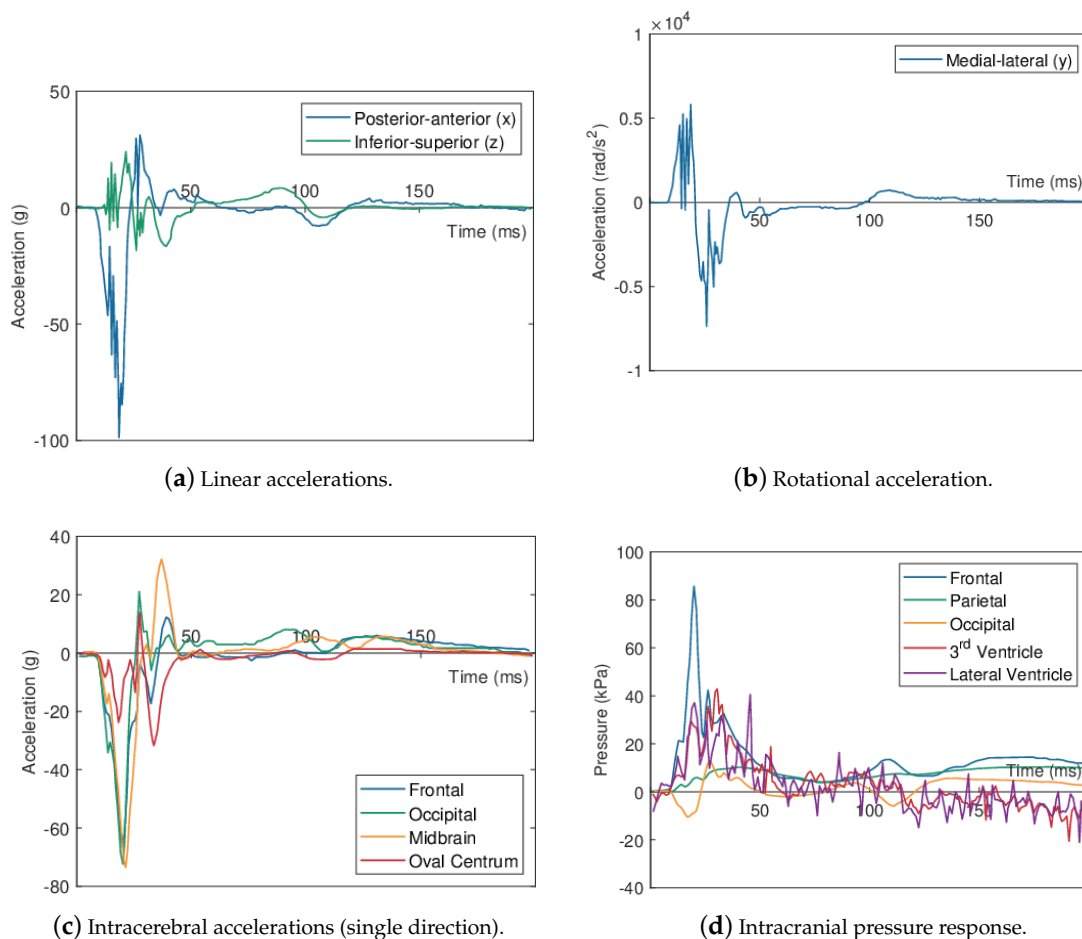 50
0
-50
-100
Acceleration (g)
Posterior-anterior (x)
Inferior-superior (z)
50
100
150
Time (ms)
(a) Linear accelerations.
1
0.5
0
-0.5
-1
×10⁴
Acceleration (rad/s²)
Medial-lateral (y)
Time (ms)
50
100
150
(b) Rotational acceleration.
40
20
0
-20
-40
-60
-80
Acceleration (g)
50
100
150
Time (ms)
Frontal
Occipital
Midbrain
Oval Centrum
(c) Intracerebral accelerations (single direction).
100
80
60
40
20
0
-20
-40
Pressure (kPa)
Frontal
Parietal
Occipital
3ʳᵈ Ventricle
Lateral Ventricle
Time (ms)
50
100
150
(d) Intracranial pressure response.